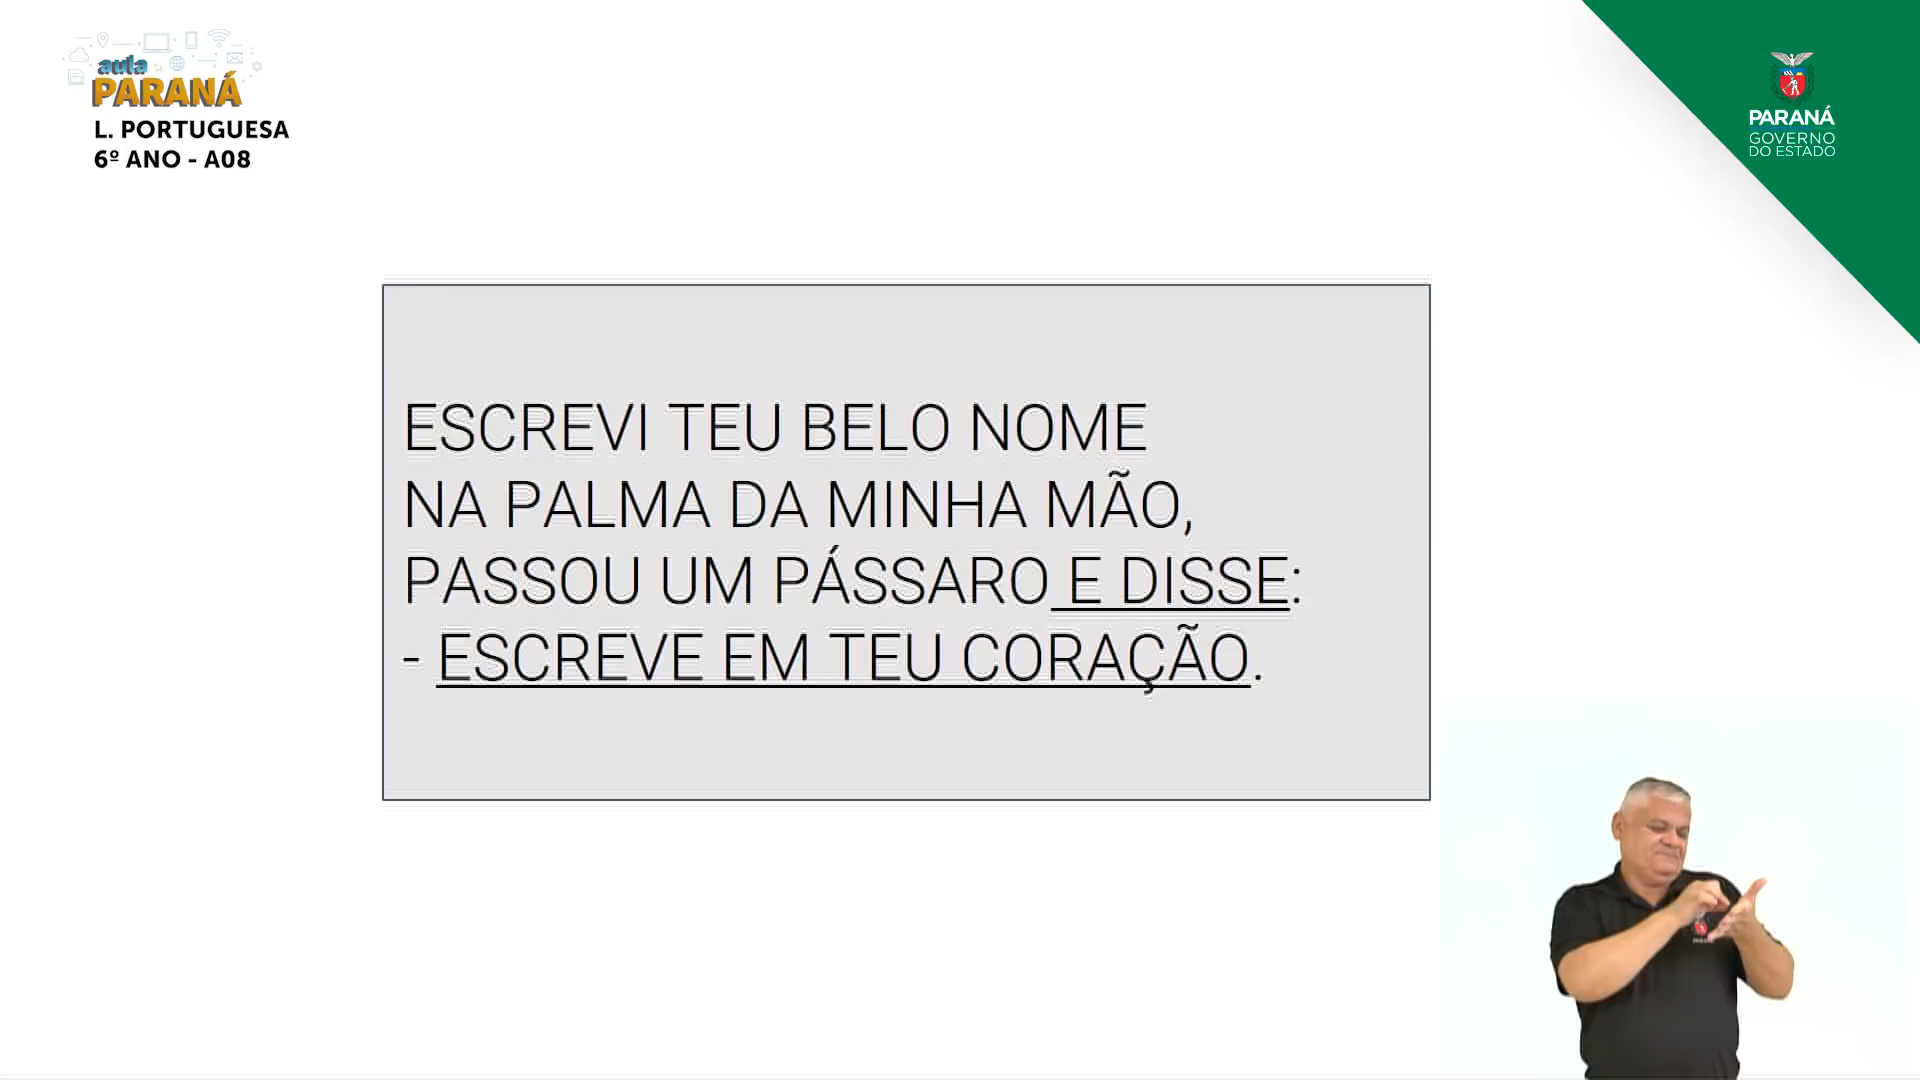 aula
PARANÁ
L. PORTUGUESA
6º ANO - A08
PARANÁ
GOVERNO
DO ESTADO
ESCREVI TEU BELO NOME
NA PALMA DA MINHA MÃO,
PASSOU UM PÁSSARO E DISSE:
- ESCREVE EM TEU CORAÇÃO.